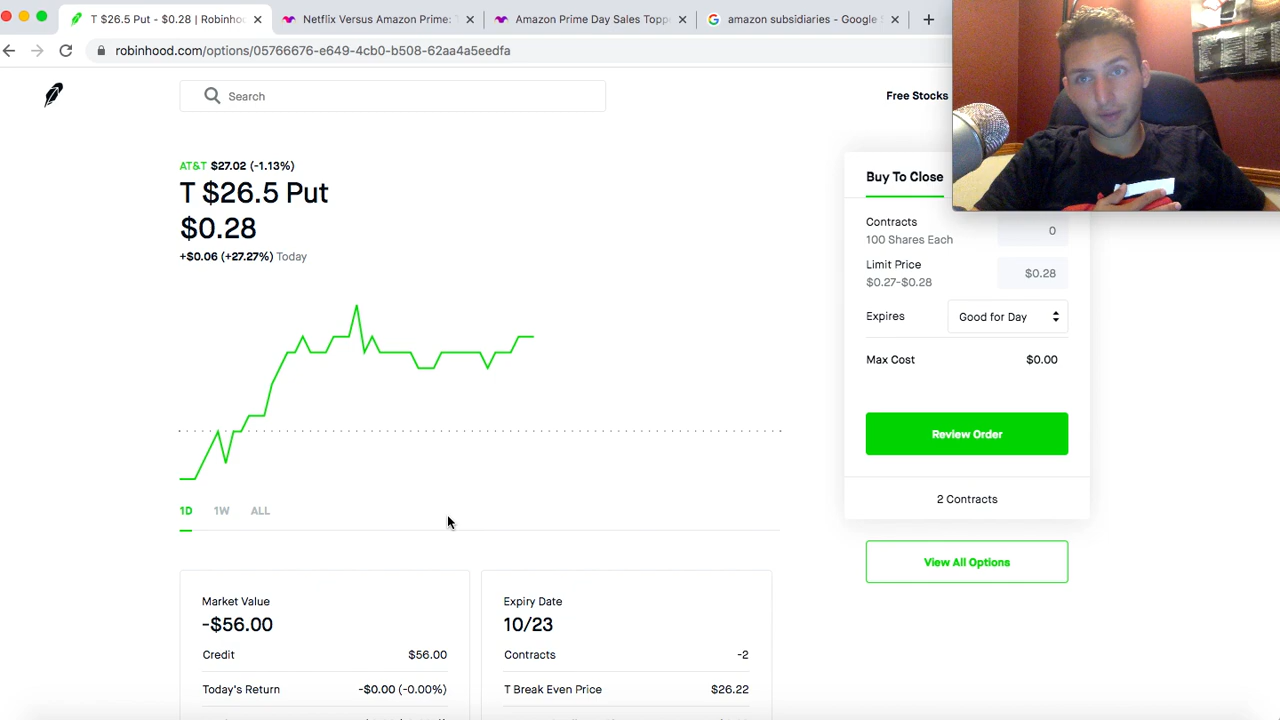 T $26.5 Put - $0.28 | Robinhood
Netflix Versus Amazon Prime:
Amazon Prime Day Sales Topp
amazon subsidiaries - Google
robinhood.com/options/05766676-e649-4cb0-b508-62aa4a5eedfa
Search
Free Stocks
AT&T $27.02 (-1.13%)
T $26.5 Put
$0.28
+$0.06 (+27.27%) Today
1D 1W ALL
Buy To Close
Contracts
100 Shares Each
0
Limit Price
$0.27-$0.28
$0.28
Expires
Good for Day
Max Cost
$0.00
Review Order
2 Contracts
View All Options
Market Value
-$56.00
Credit $56.00
Today's Return -$0.00 (-0.00%)
Expiry Date
10/23
Contracts -2
T Break Even Price $26.22